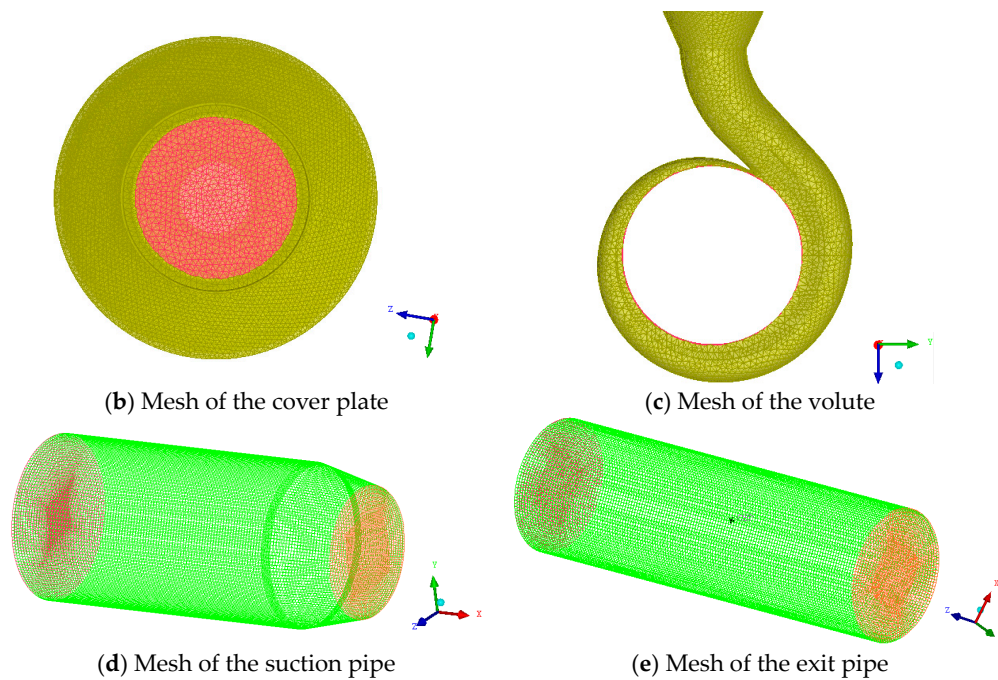 Z
Y
(b) Mesh of the cover plate
(c) Mesh of the volute
Y
X
Z
X
Z
(d) Mesh of the suction pipe
(e) Mesh of the exit pipe